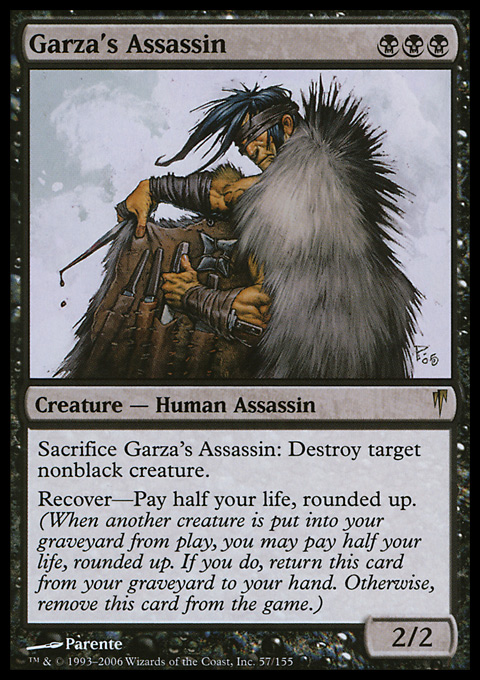 Garza's Assassin
P. 05
Creature — Human Assassin
Sacrifice Garza's Assassin: Destroy target
nonblack creature.
Recover—Pay half your life, rounded up.
(When another creature is put into your
graveyard from play, you may pay half your
life, rounded up. If you do, return this card
from your graveyard to your hand. Otherwise,
remove this card from the game.)
2/2
Parente
™ & © 1993–2006 Wizards of the Coast, Inc. 57/155